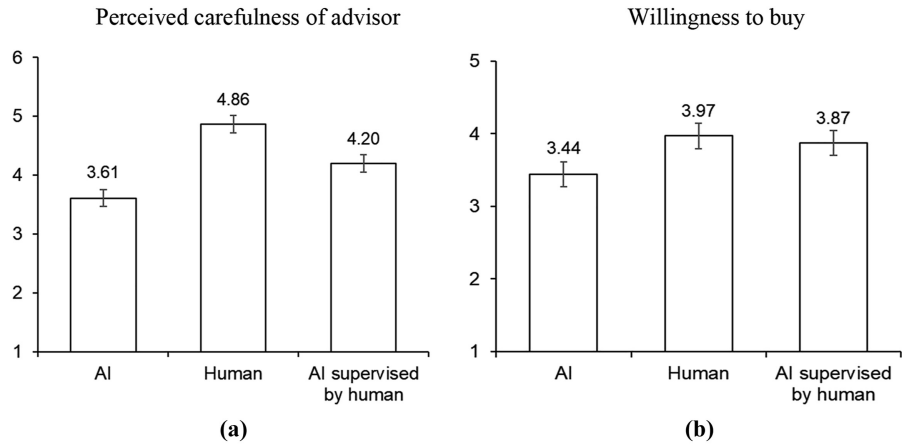 Perceived carefulness of advisor
6
5
4
3
2
1
3.61
4.86
4.20
AI
Human
AI supervised
by human
(a)
Willingness to buy
5
4
3
2
1
3.44
3.97
3.87
AI
Human
AI supervised
by human
(b)